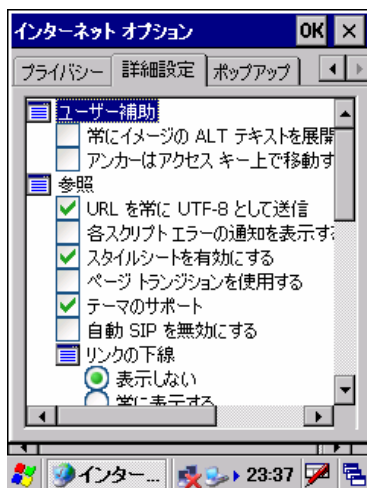 インターネット オプション OK ×
プライバシー 詳細設定 ポップアップ
ユーザー補助
常にイメージの ALT テキストを展開
アンカーはアクセス キー上で移動す
参照
URL を常に UTF-8 として送信
各スクリプト エラーの通知を表示す
スタイルシートを有効にする
ページ トランジションを使用する
テーマのサポート
自動 SIP を無効にする
リンクの下線
表示しない
常に表示する
インター... 23:37